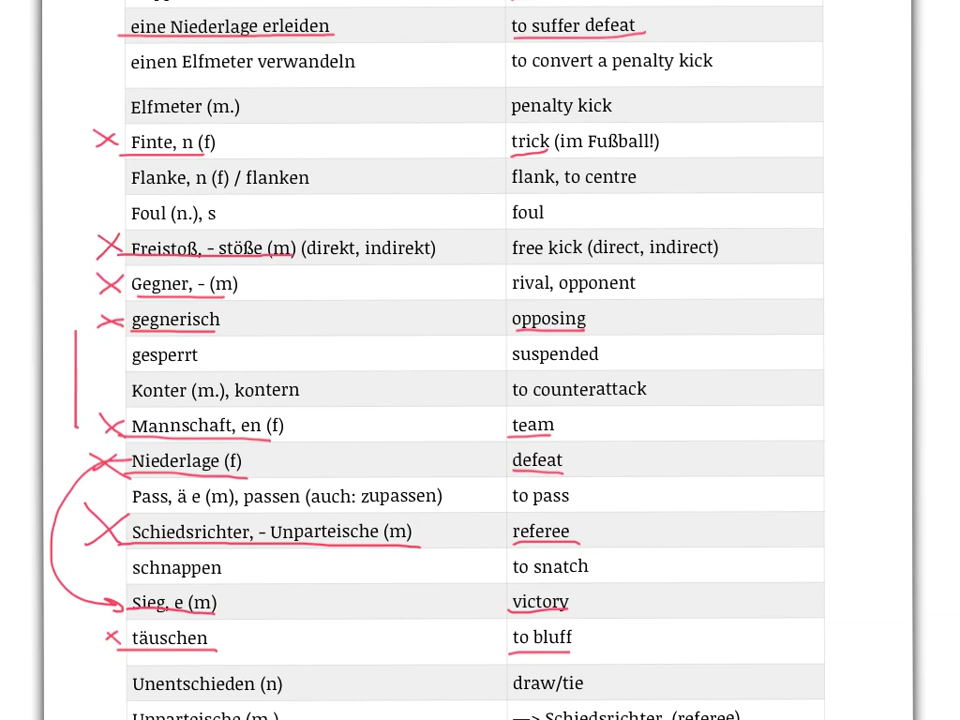 eine Niederlage erleiden to suffer defeat
einen Elfmeter verwandeln to convert a penalty kick
Elfmeter (m.) penalty kick
Finte, n (f) trick (im Fußball!)
Flanke, n (f) / flanken flank, to centre
Foul (n.), s foul
Freistoß, - stöße (m) (direkt, indirekt) free kick (direct, indirect)
Gegner, - (m) rival, opponent
gegnerisch opposing
gesperrt suspended
Konter (m.), kontern to counterattack
Mannschaft, en (f) team
Niederlage (f) defeat
Pass, ä e (m), passen (auch: zupassen) to pass
Schiedsrichter, - Unparteische (m) referee
schnappen to snatch
Sieg, e (m) victory
täuschen to bluff
Unentschieden (n) draw/tie
Unparteische (m.) —> Schiedsrichter (referee)